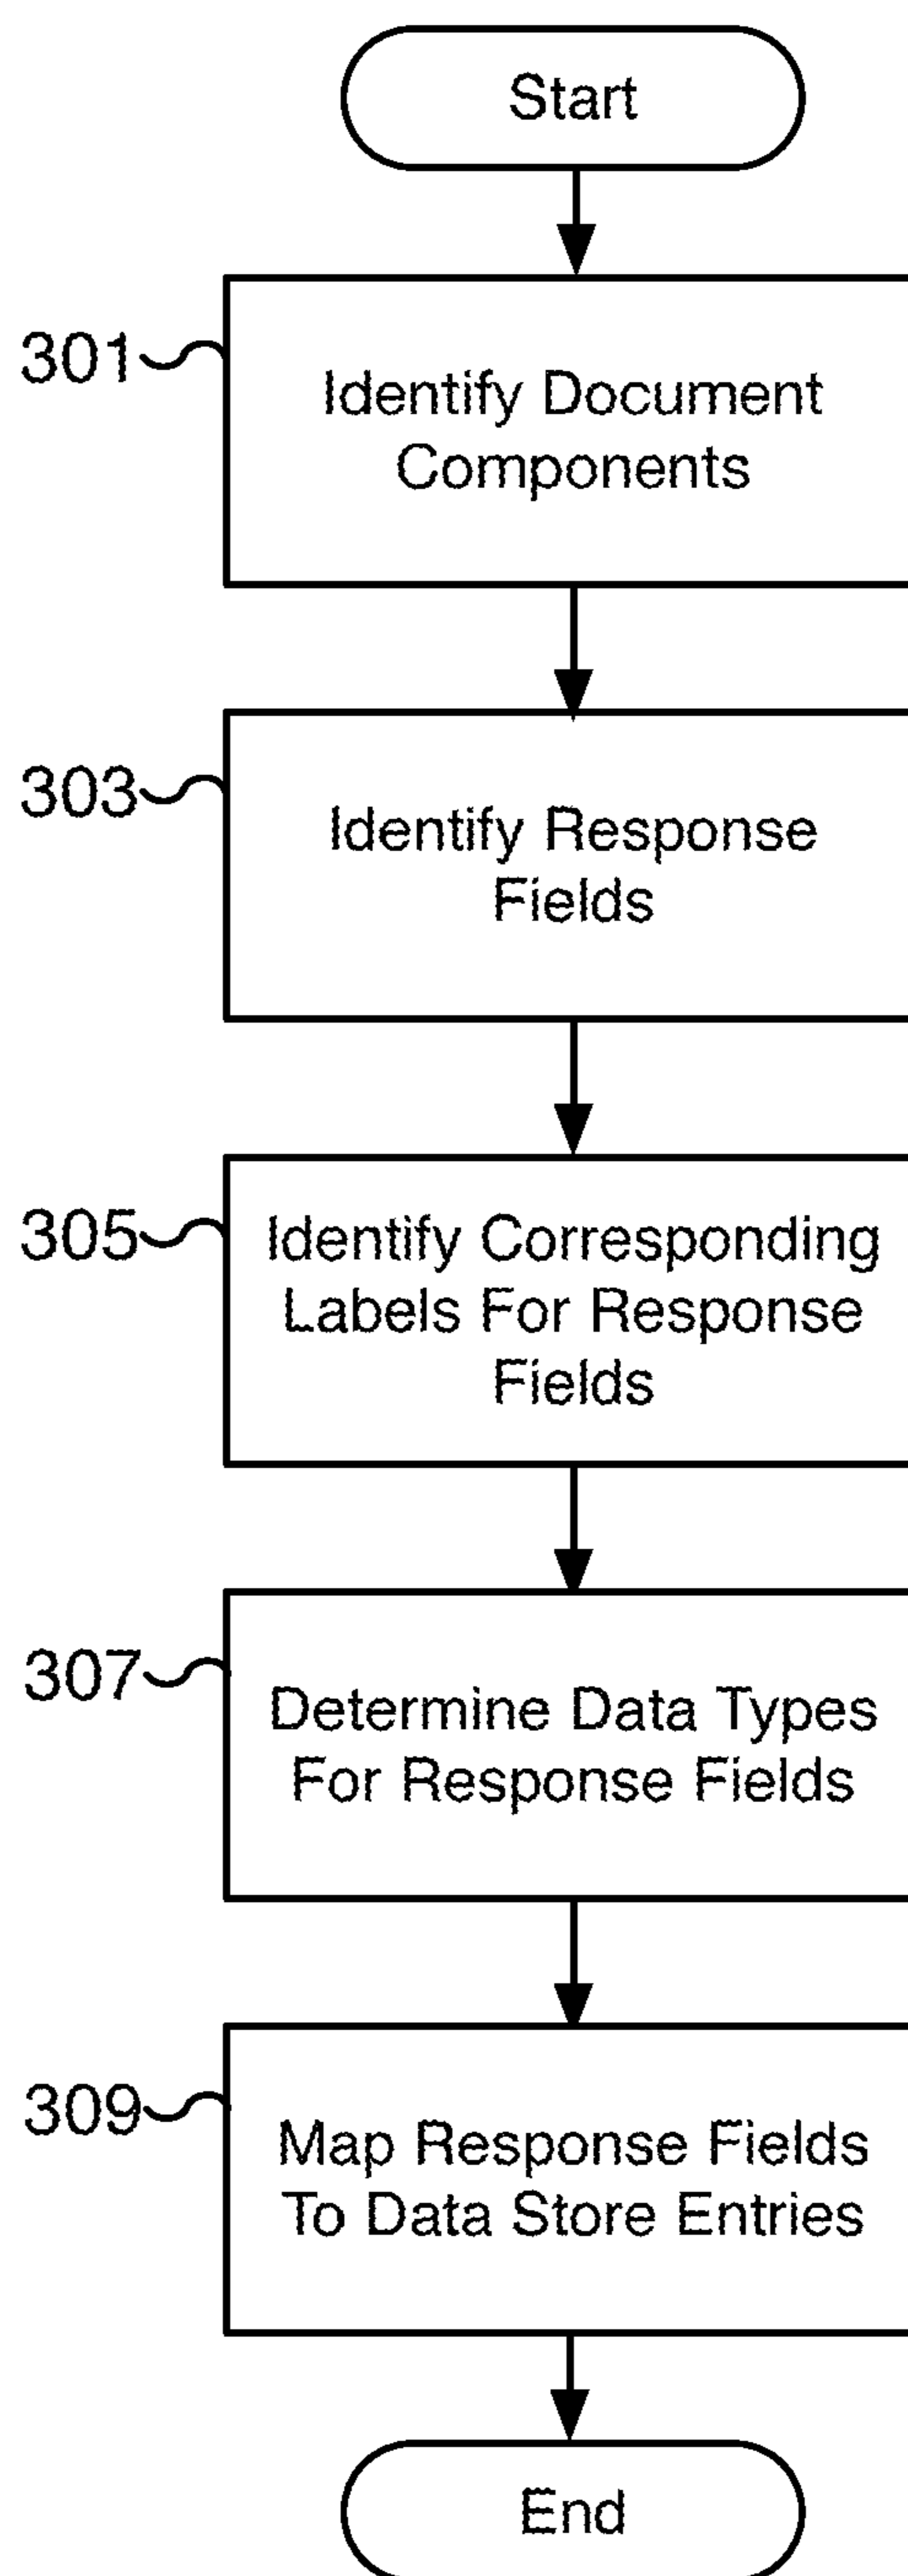 Start
301
Identify Document
Components
303
Identify Response
Fields
305
Identify Corresponding
Labels For Response
Fields
307
Determine Data Types
For Response Fields
309
Map Response Fields
To Data Store Entries
End